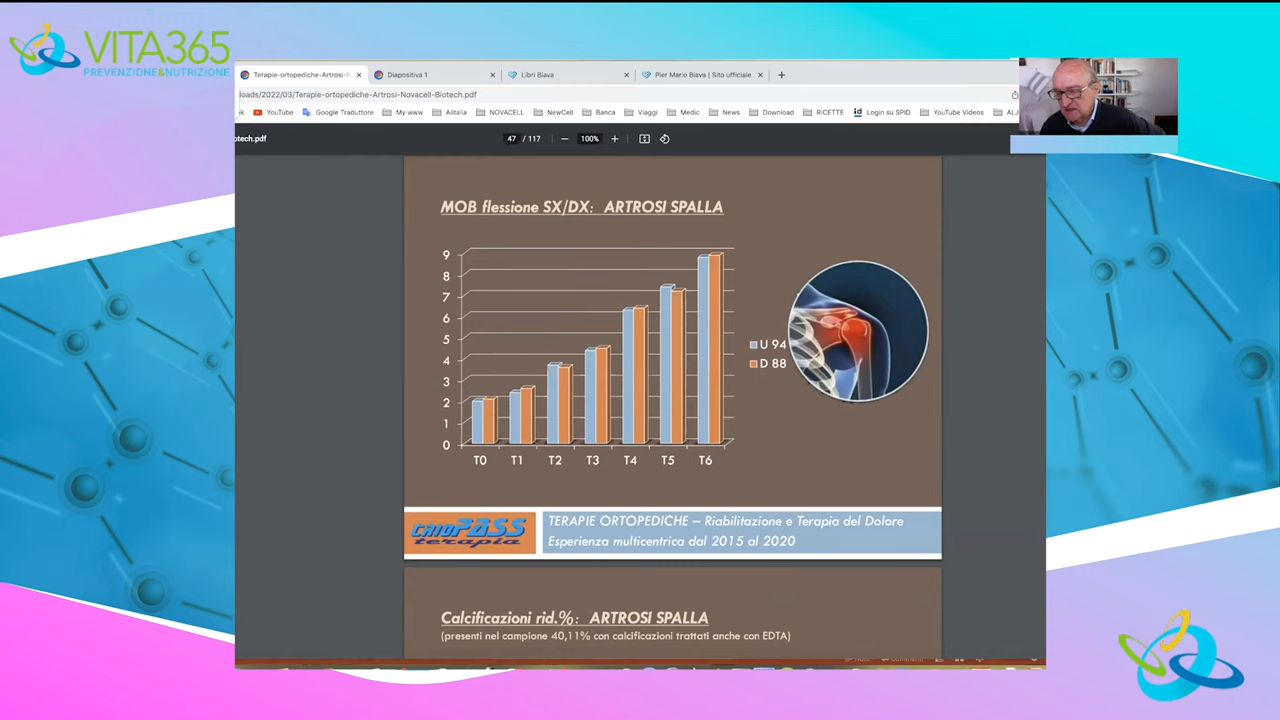 VITA365
PREVENZIONE&NUTRIZIONE
Terapie-ortopediche-Artrosi-N
Diapositiva 1
Libri Biava
Pier Mario Biava | Sito ufficiale
loads/2022/03/Terapie-ortopediche-Artrosi-Novacell-Biotech.pdf
YouTube
Google Traduttore
My www
Alitalia
NOVACELL
NewCell
Banca
Viaggi
Medic
News
Download
RICETTE
Login su SPID
YouTube Videos
otech.pdf
47 / 117
100%
MOB flessione SX/DX: ARTROSI SPALLA
9
8
7
6
5
4
3
2
1
0
T0 T1 T2 T3 T4 T5 T6
U 94
D 88
CRIOPASS
terapia
TERAPIE ORTOPEDICHE – Riabilitazione e Terapia del Dolore
Esperienza multicentrica dal 2015 al 2020
Calcificazioni rid.%: ARTROSI SPALLA
(presenti nel campione 40,11% con calcificazioni trattati anche con EDTA)